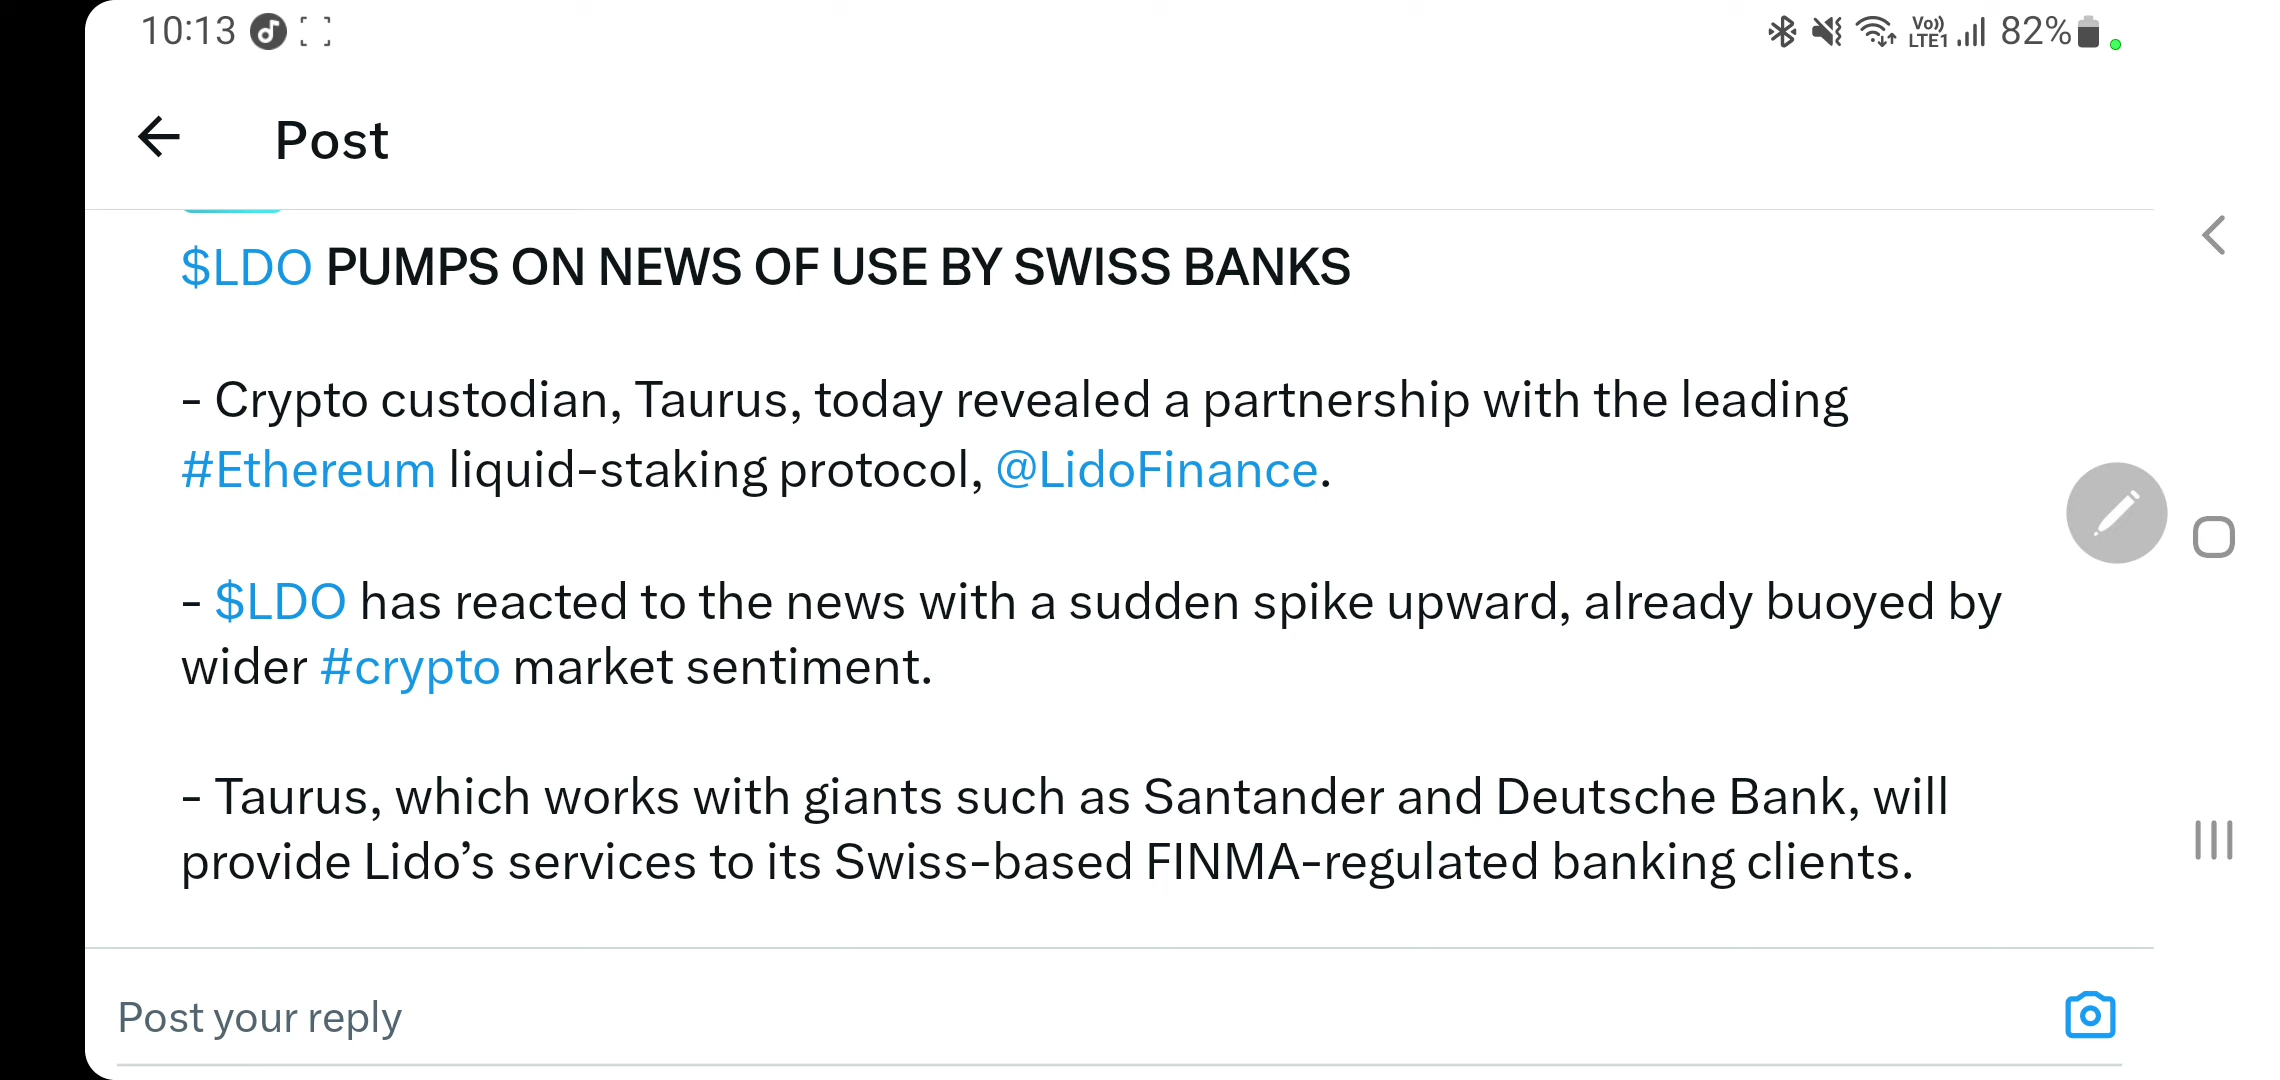 10:13
Vo)) LTE1 82%
Post
$LDO PUMPS ON NEWS OF USE BY SWISS BANKS
- Crypto custodian, Taurus, today revealed a partnership with the leading
#Ethereum liquid-staking protocol, @LidoFinance.
- $LDO has reacted to the news with a sudden spike upward, already buoyed by
wider #crypto market sentiment.
- Taurus, which works with giants such as Santander and Deutsche Bank, will
provide Lido’s services to its Swiss-based FINMA-regulated banking clients.
Post your reply